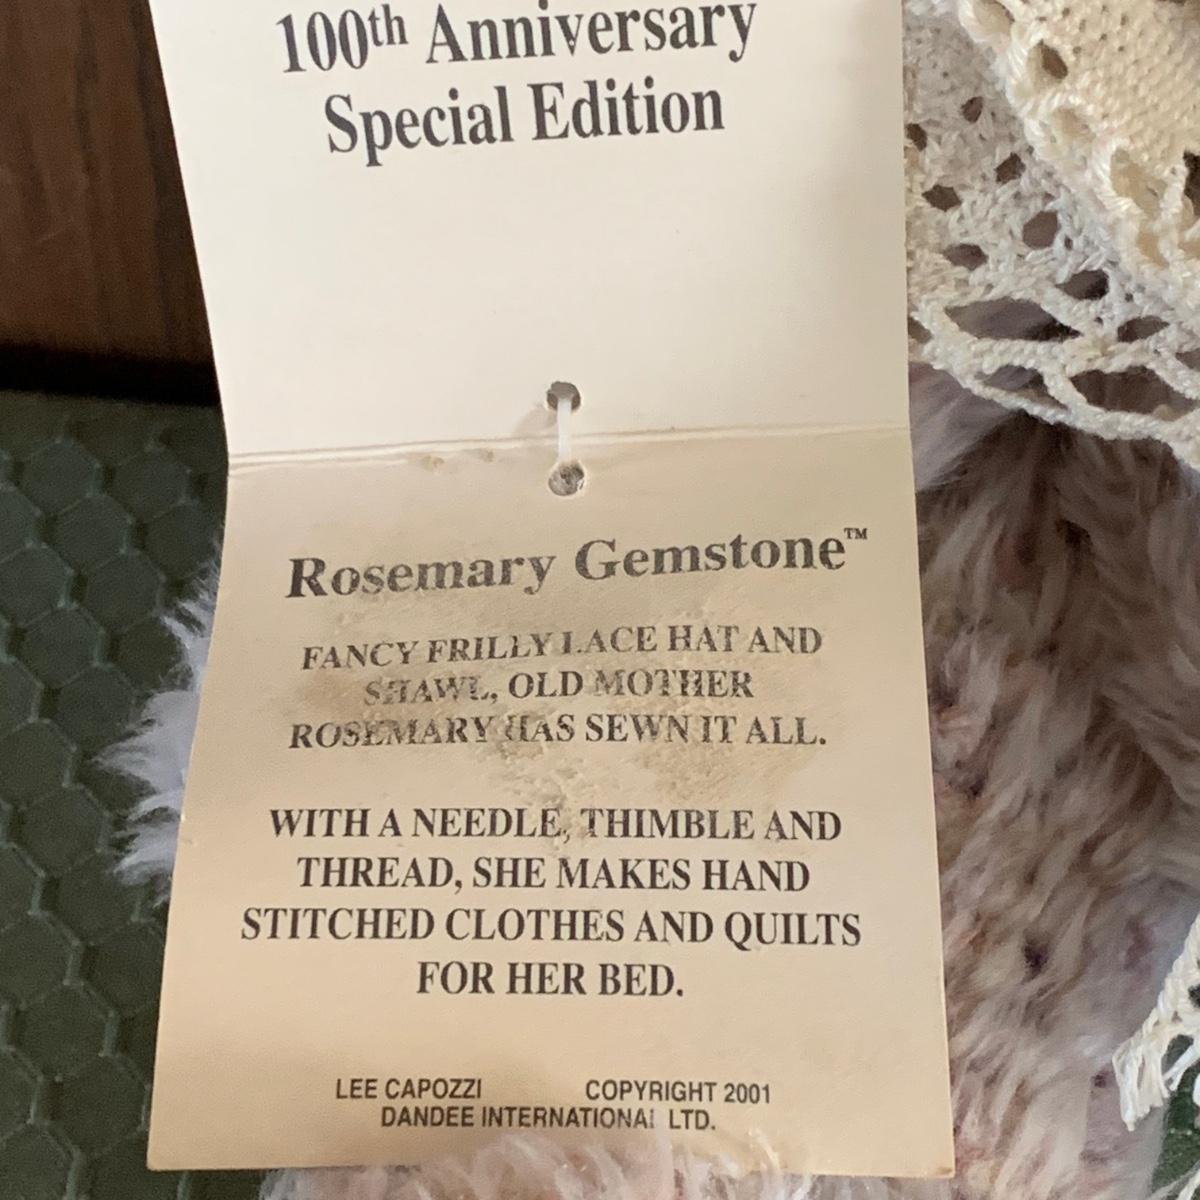 100th Anniversary
Special Edition
Rosemary Gemstone™
FANCY FRILLY LACE HAT AND
SHAWL, OLD MOTHER
ROSEMARY HAS SEWN IT ALL.
WITH A NEEDLE, THIMBLE AND
THREAD, SHE MAKES HAND
STITCHED CLOTHES AND QUILTS
FOR HER BED.
LEE CAPOZZI COPYRIGHT 2001
DANDEE INTERNATIONAL LTD.